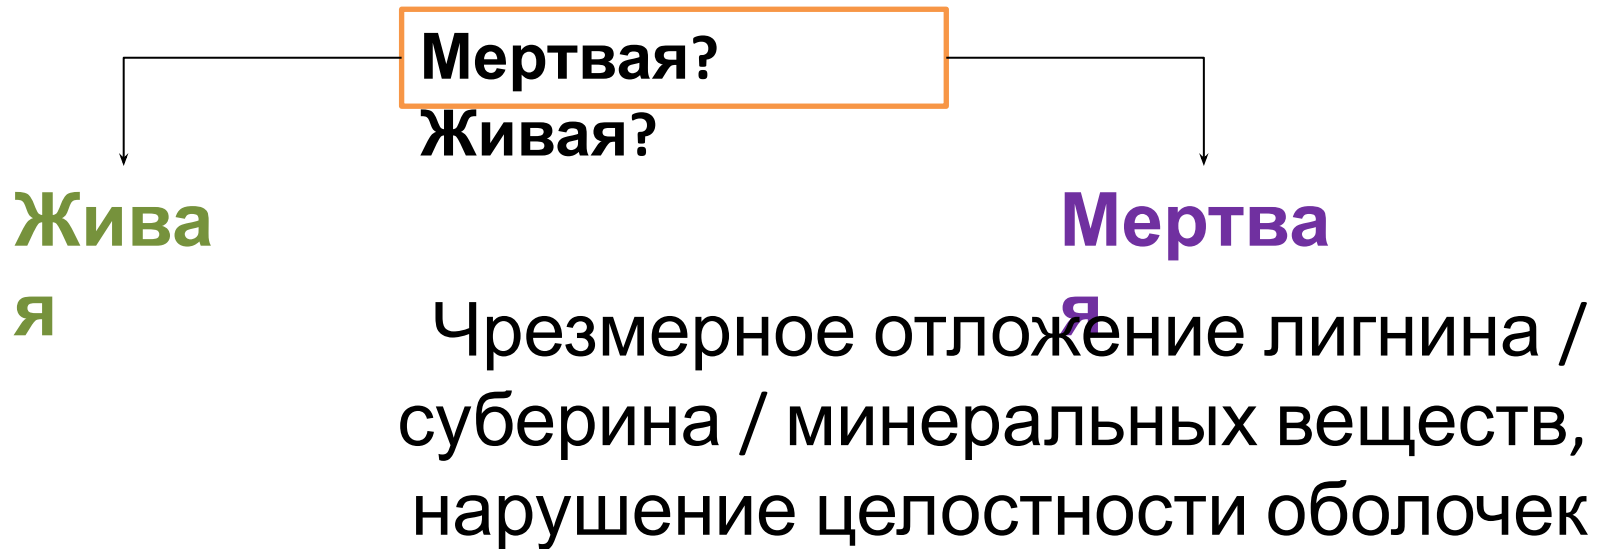 Мертвая?
Живая?
Жива
я
Мертва
я
Чрезмерное отложение лигнина /
суберина / минеральных веществ,
нарушение целостности оболочек